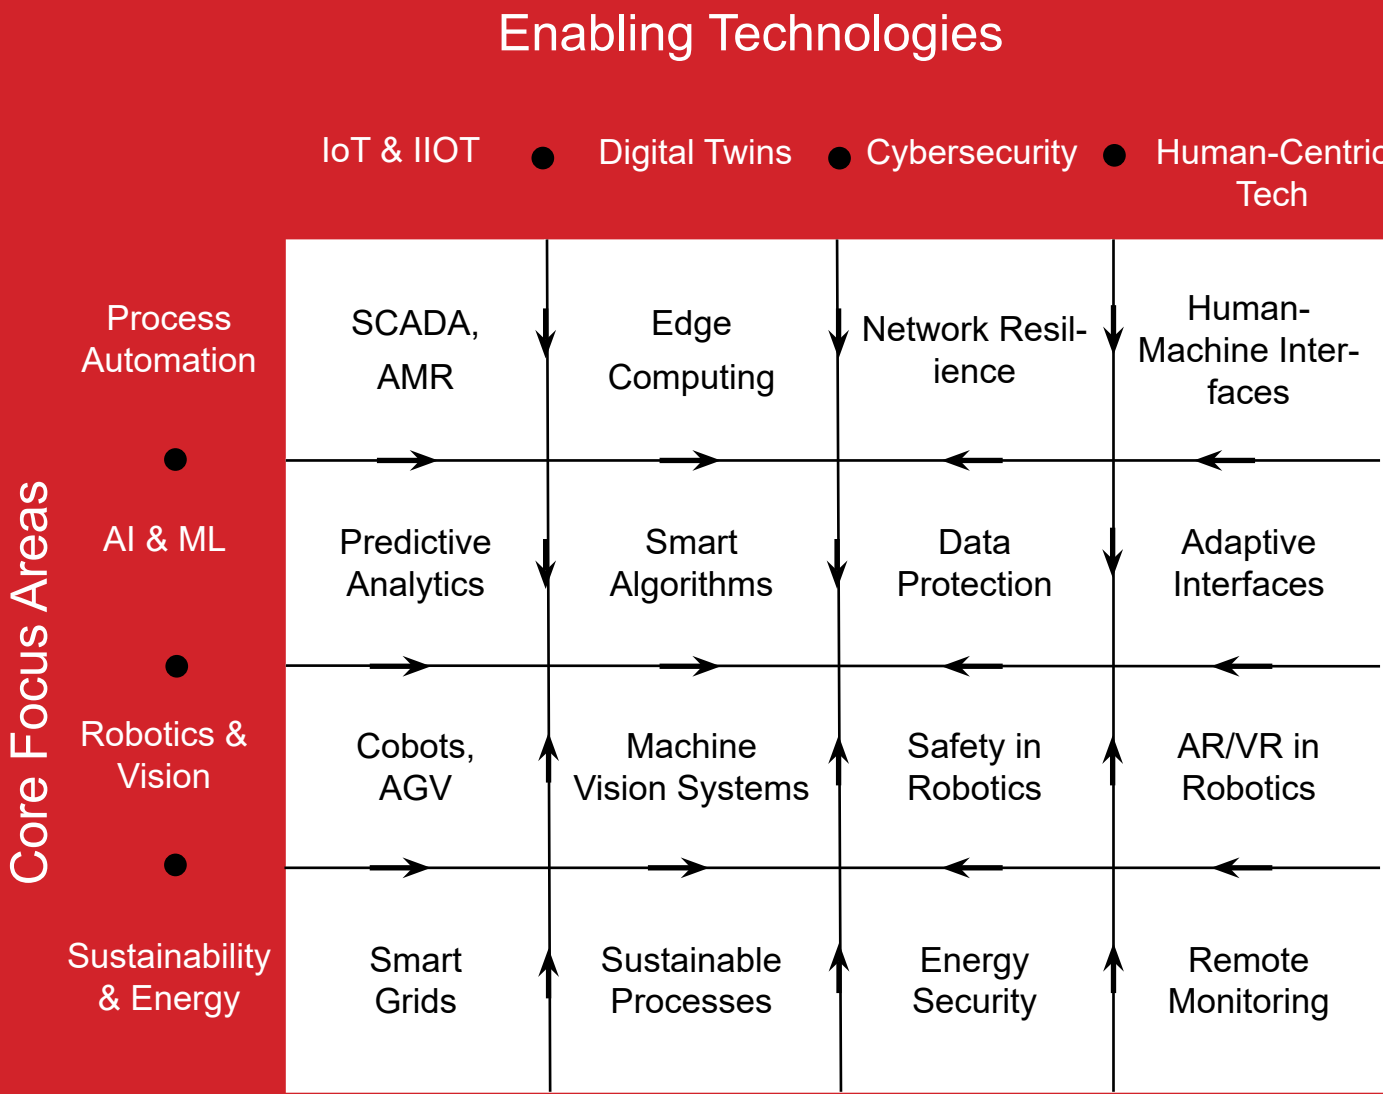 Enabling Technologies
IoT & IIOT
Digital Twins
Cybersecurity
Human-Centric
Tech
Core Focus Areas
Process
Automation
SCADA,
AMR
Edge
Computing
Network Resil-
ience
Human-
Machine Inter-
faces
AI & ML
Predictive
Analytics
Smart
Algorithms
Data
Protection
Adaptive
Interfaces
Robotics &
Vision
Cobots,
AGV
Machine
Vision Systems
Safety in
Robotics
AR/VR in
Robotics
Sustainability
& Energy
Smart
Grids
Sustainable
Processes
Energy
Security
Remote
Monitoring